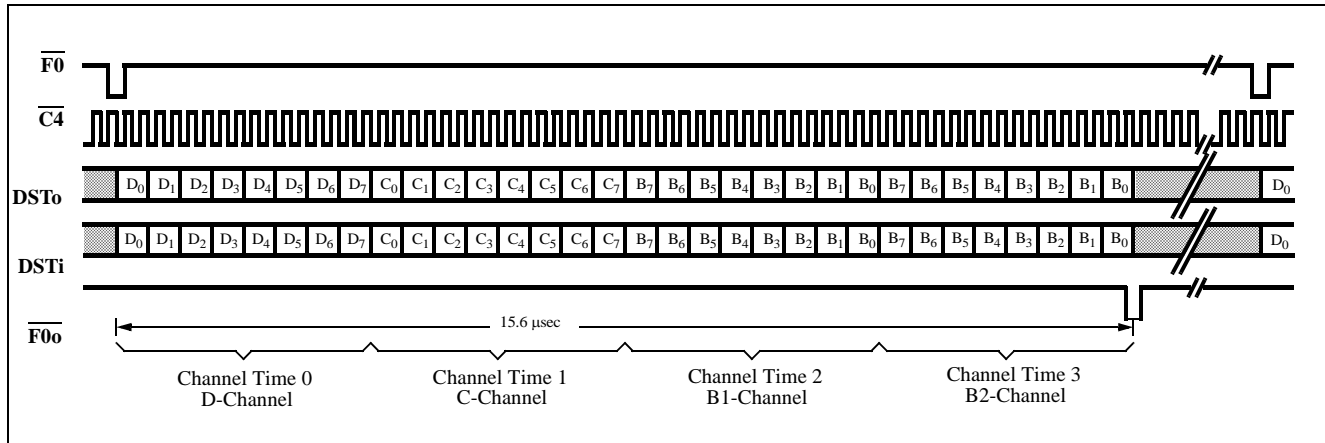 F0
C4
DSTo
D0 D1 D2 D3 D4 D5 D6 D7 C0 C1 C2 C3 C4 C5 C6 C7 B7 B6 B5 B4 B3 B2 B1 B0 B7 B6 B5 B4 B3 B2 B1 B0 D0
DSTi
D0 D1 D2 D3 D4 D5 D6 D7 C0 C1 C2 C3 C4 C5 C6 C7 B7 B6 B5 B4 B3 B2 B1 B0 B7 B6 B5 B4 B3 B2 B1 B0 D0
F0o
15.6 µsec
Channel Time 0
D-Channel
Channel Time 1
C-Channel
Channel Time 2
B1-Channel
Channel Time 3
B2-Channel